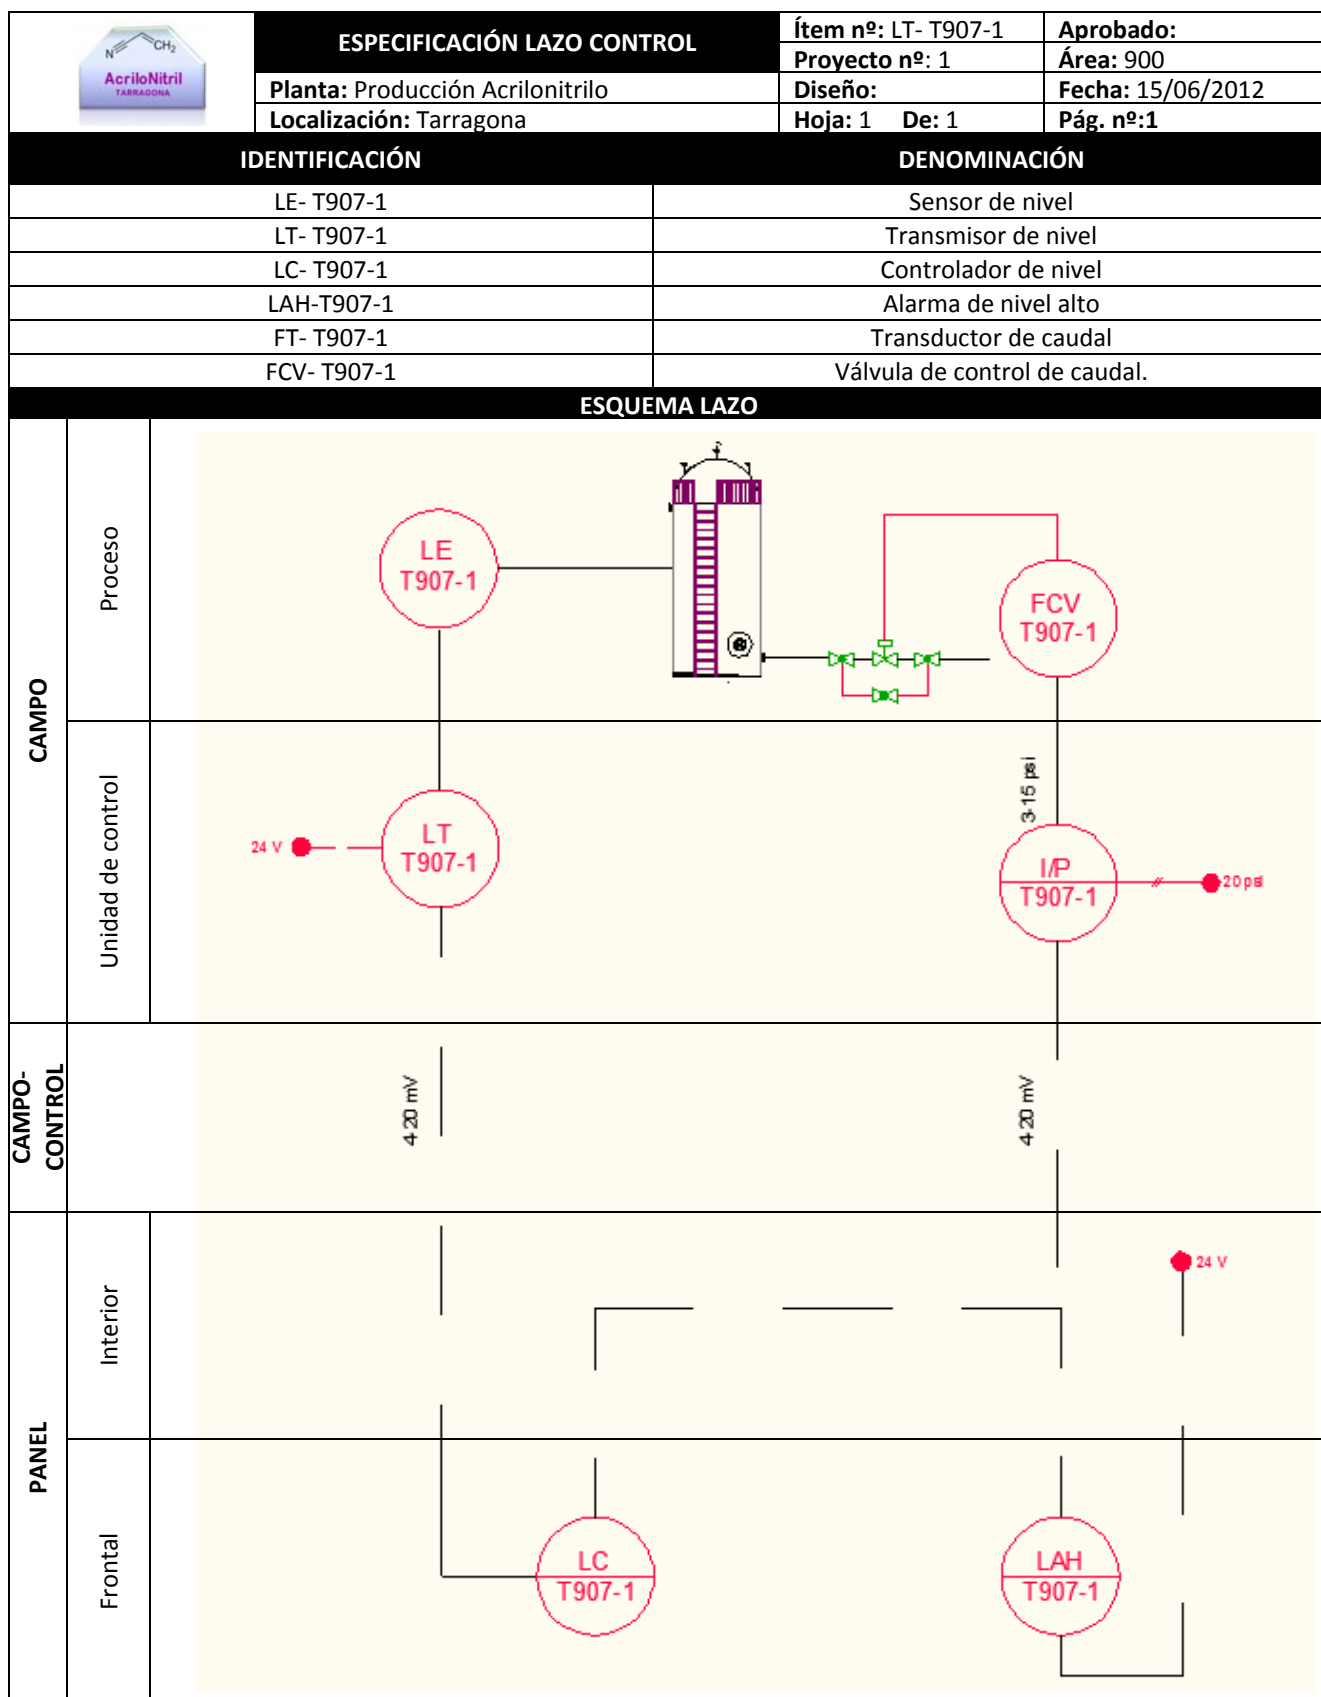 N CH2
AcriloNitril
TARRAGONA
ESPECIFICACIÓN LAZO CONTROL
Ítem nº: LT- T907-1
Aprobado:
Proyecto nº: 1
Área: 900
Planta: Producción Acrilonitrilo
Diseño:
Fecha: 15/06/2012
Localización: Tarragona
Hoja: 1 De: 1
Pág. nº:1
IDENTIFICACIÓN
DENOMINACIÓN
LE- T907-1
Sensor de nivel
LT- T907-1
Transmisor de nivel
LC- T907-1
Controlador de nivel
LAH-T907-1
Alarma de nivel alto
FT- T907-1
Transductor de caudal
FCV- T907-1
Válvula de control de caudal.
ESQUEMA LAZO
CAMPO
Proceso
LE
T907-1
FCV
T907-1
Unidad de control
24 V
LT
T907-1
3-15 psi
I/P
T907-1
20 psi
CAMPO-
CONTROL
4-20 mV
4-20 mV
PANEL
Interior
24 V
Frontal
LC
T907-1
LAH
T907-1